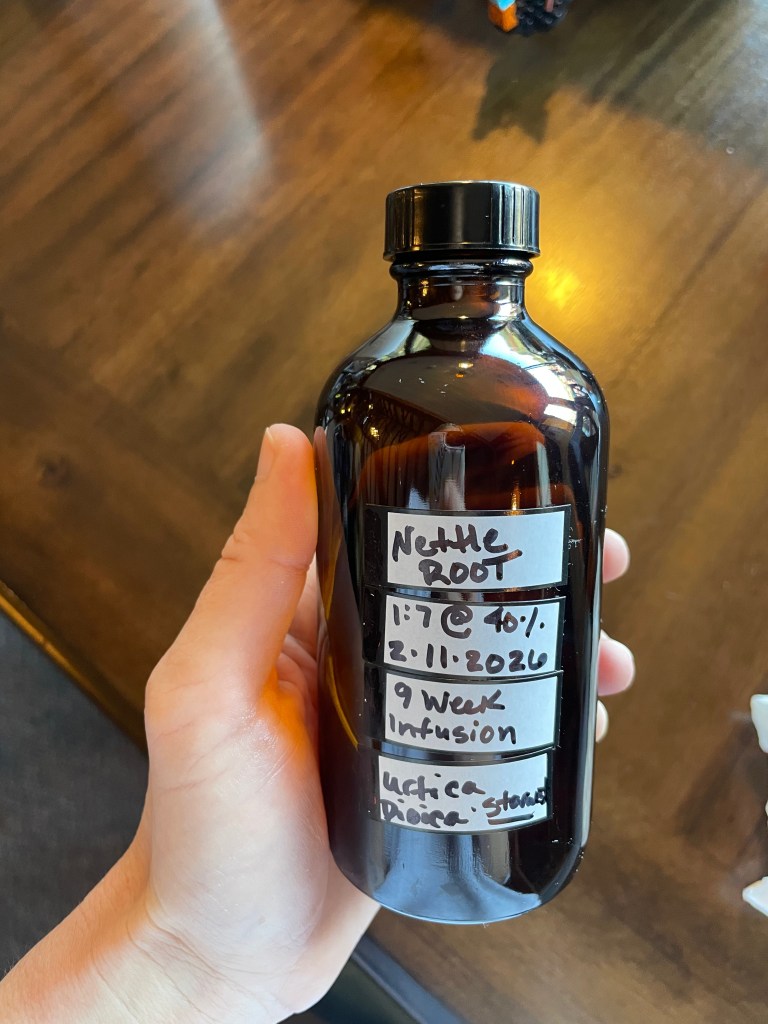 Nettle
ROOT
1:7 @ 40%
2.11.2026
9 Week
Infusion
Urtica
Dioica